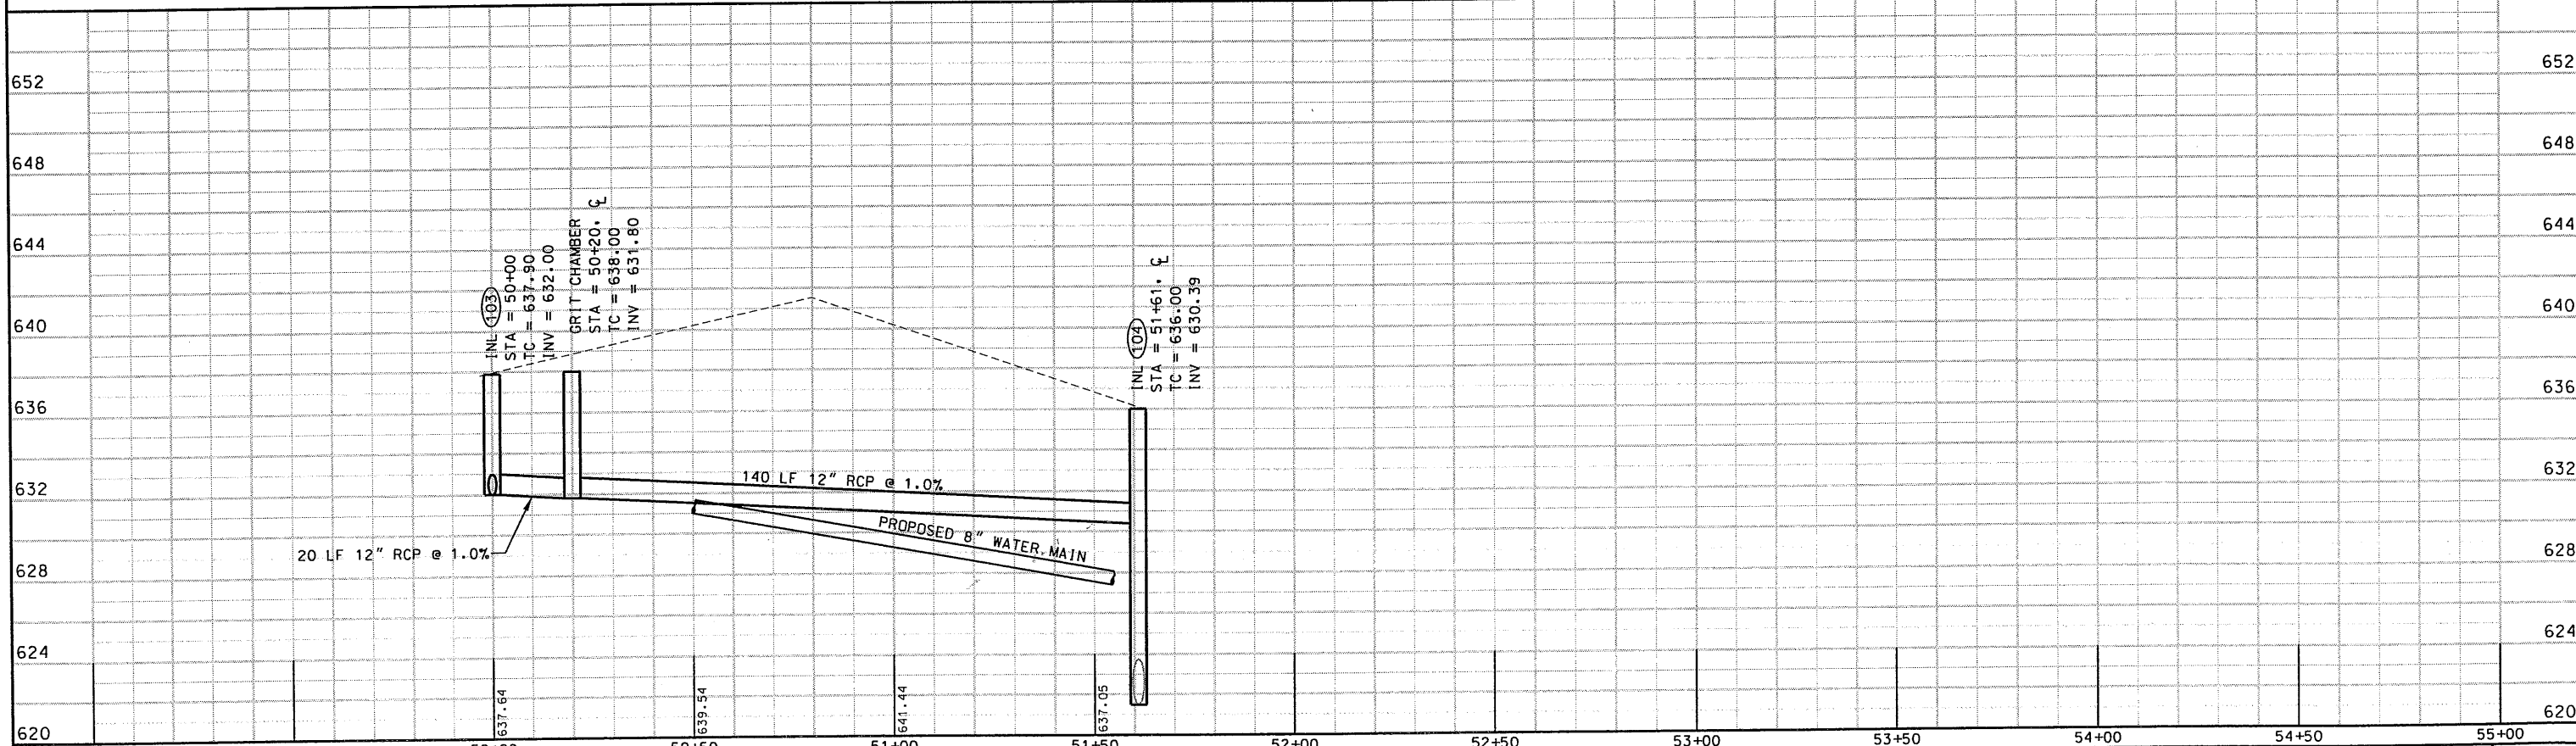 652 652
648 648
644 644
640 640
636 636
632 632
628 628
624 624
620 620
INL 103
STA = 50+00
TC = 637.90
INV = 632.00
GRIT CHAMBER
STA = 50+20, ℄
TC = 638.00
INV = 631.80
INL 104
STA = 51+61, ℄
TC = 636.00
INV = 630.39
140 LF 12" RCP @ 1.0%
PROPOSED 8" WATER MAIN
20 LF 12" RCP @ 1.0%
637.64 639.54 641.44 637.05
51+00 51+50 52+00 52+50 53+00 53+50 54+00 54+50 55+00